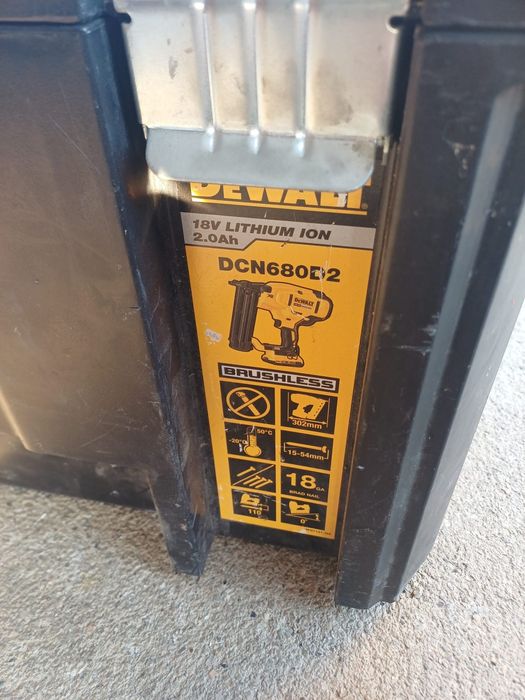 DEWALT
18V LITHIUM ION
2.0Ah
DCN680D2
DEWALT
BRUSHLESS
302mm
50°C
-20°C
15-54mm
18 GA
BRAD NAIL
110
0°